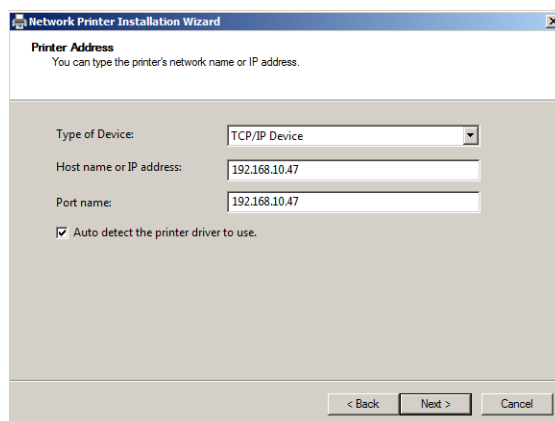 Network Printer Installation Wizard
Printer Address
You can type the printer's network name or IP address.
Type of Device: TCP/IP Device
Host name or IP address: 192.168.10.47
Port name: 192.168.10.47
Auto detect the printer driver to use.
< Back Next > Cancel